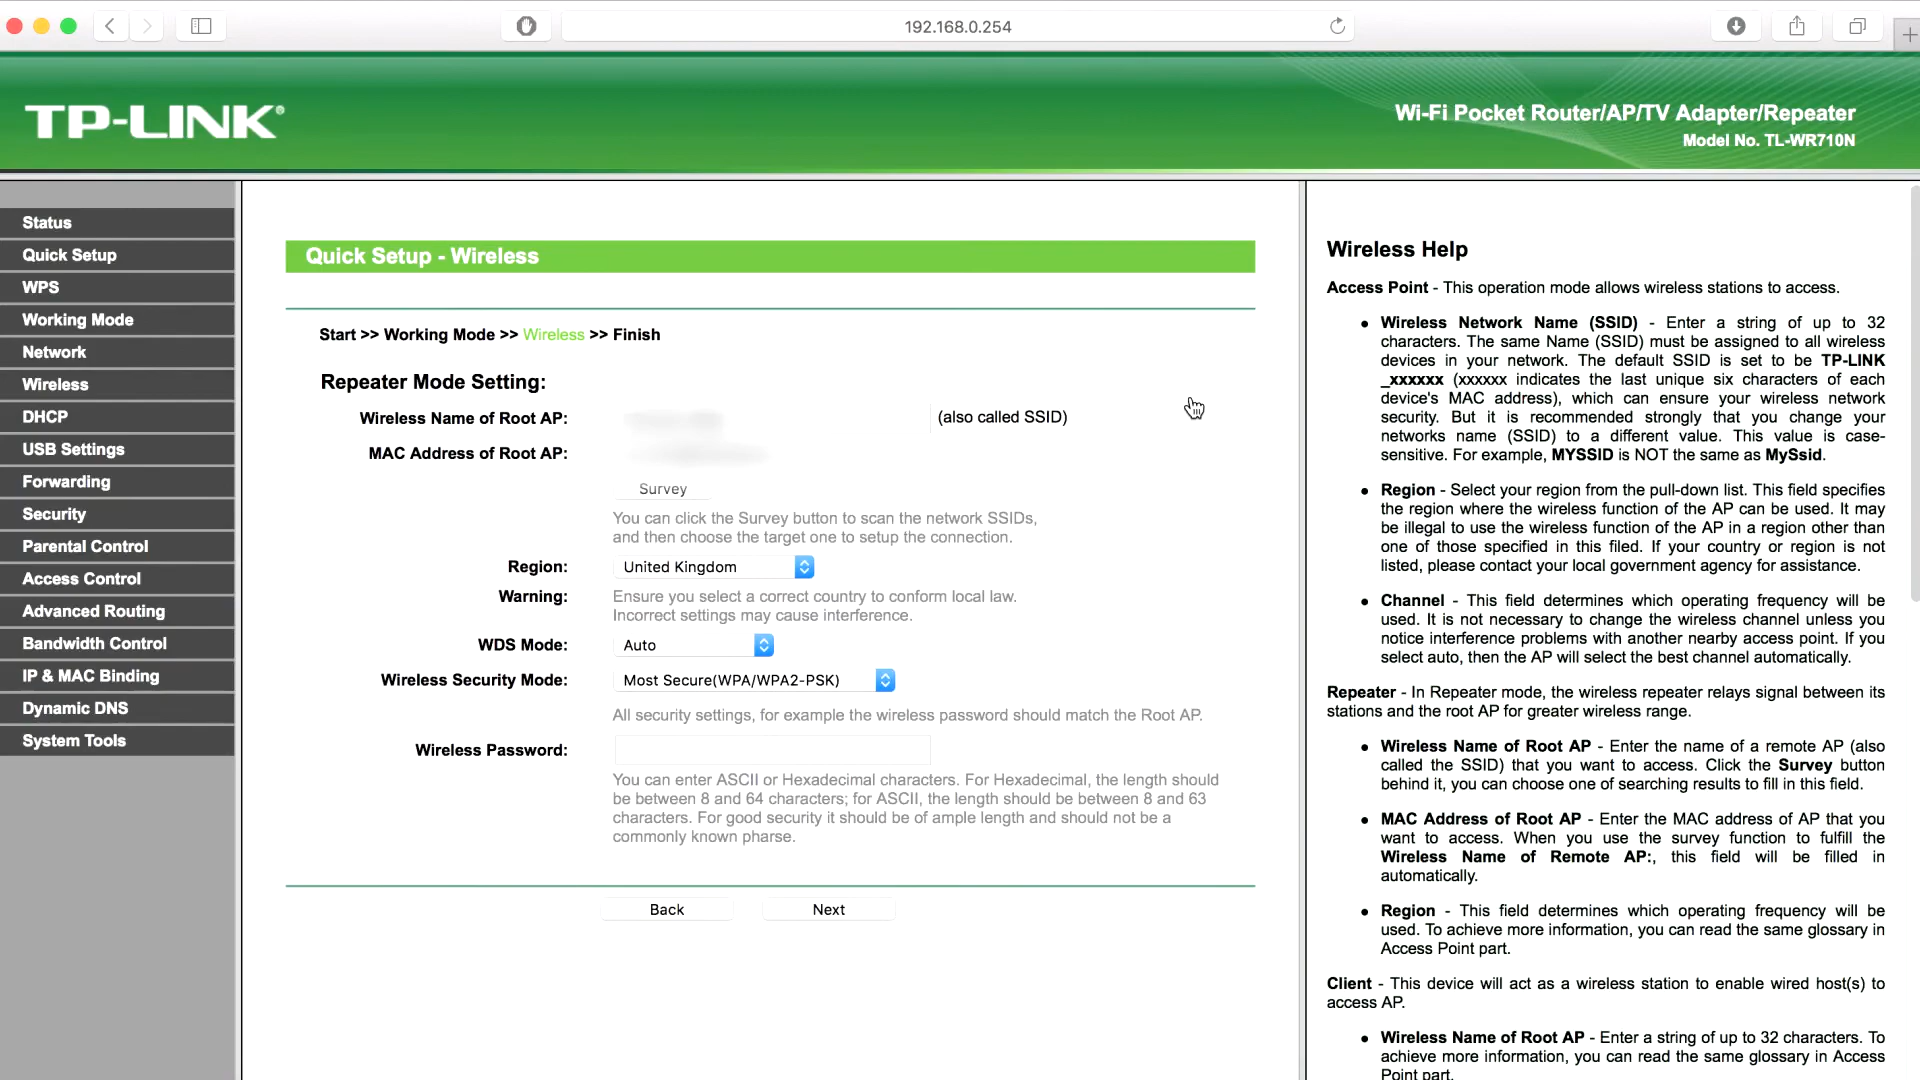 192.168.0.254
TP-LINK®
Wi-Fi Pocket Router/AP/TV Adapter/Repeater
Model No. TL-WR710N
Status
Quick Setup
WPS
Working Mode
Network
Wireless
DHCP
USB Settings
Forwarding
Security
Parental Control
Access Control
Advanced Routing
Bandwidth Control
IP & MAC Binding
Dynamic DNS
System Tools
Quick Setup - Wireless
Start >> Working Mode >> Wireless >> Finish
Repeater Mode Setting:
Wireless Name of Root AP: (also called SSID)
MAC Address of Root AP:
Survey
You can click the Survey button to scan the network SSIDs,
and then choose the target one to setup the connection.
Region: United Kingdom
Warning: Ensure you select a correct country to conform local law.
Incorrect settings may cause interference.
WDS Mode: Auto
Wireless Security Mode: Most Secure(WPA/WPA2-PSK)
All security settings, for example the wireless password should match the Root AP.
Wireless Password:
You can enter ASCII or Hexadecimal characters. For Hexadecimal, the length should
be between 8 and 64 characters; for ASCII, the length should be between 8 and 63
characters. For good security it should be of ample length and should not be a
commonly known pharse.
Back Next
Wireless Help
Access Point - This operation mode allows wireless stations to access.
• Wireless Network Name (SSID) - Enter a string of up to 32
characters. The same Name (SSID) must be assigned to all wireless
devices in your network. The default SSID is set to be TP-LINK
_xxxxxx (xxxxxx indicates the last unique six characters of each
device's MAC address), which can ensure your wireless network
security. But it is recommended strongly that you change your
networks name (SSID) to a different value. This value is case-
sensitive. For example, MYSSID is NOT the same as MySsid.
• Region - Select your region from the pull-down list. This field specifies
the region where the wireless function of the AP can be used. It may
be illegal to use the wireless function of the AP in a region other than
one of those specified in this filed. If your country or region is not
listed, please contact your local government agency for assistance.
• Channel - This field determines which operating frequency will be
used. It is not necessary to change the wireless channel unless you
notice interference problems with another nearby access point. If you
select auto, then the AP will select the best channel automatically.
Repeater - In Repeater mode, the wireless repeater relays signal between its
stations and the root AP for greater wireless range.
• Wireless Name of Root AP - Enter the name of a remote AP (also
called the SSID) that you want to access. Click the Survey button
behind it, you can choose one of searching results to fill in this field.
• MAC Address of Root AP - Enter the MAC address of AP that you
want to access. When you use the survey function to fulfill the
Wireless Name of Remote AP:, this field will be filled in
automatically.
• Region - This field determines which operating frequency will be
used. To achieve more information, you can read the same glossary in
Access Point part.
Client - This device will act as a wireless station to enable wired host(s) to
access AP.
• Wireless Name of Root AP - Enter a string of up to 32 characters. To
achieve more information, you can read the same glossary in Access
Point part.